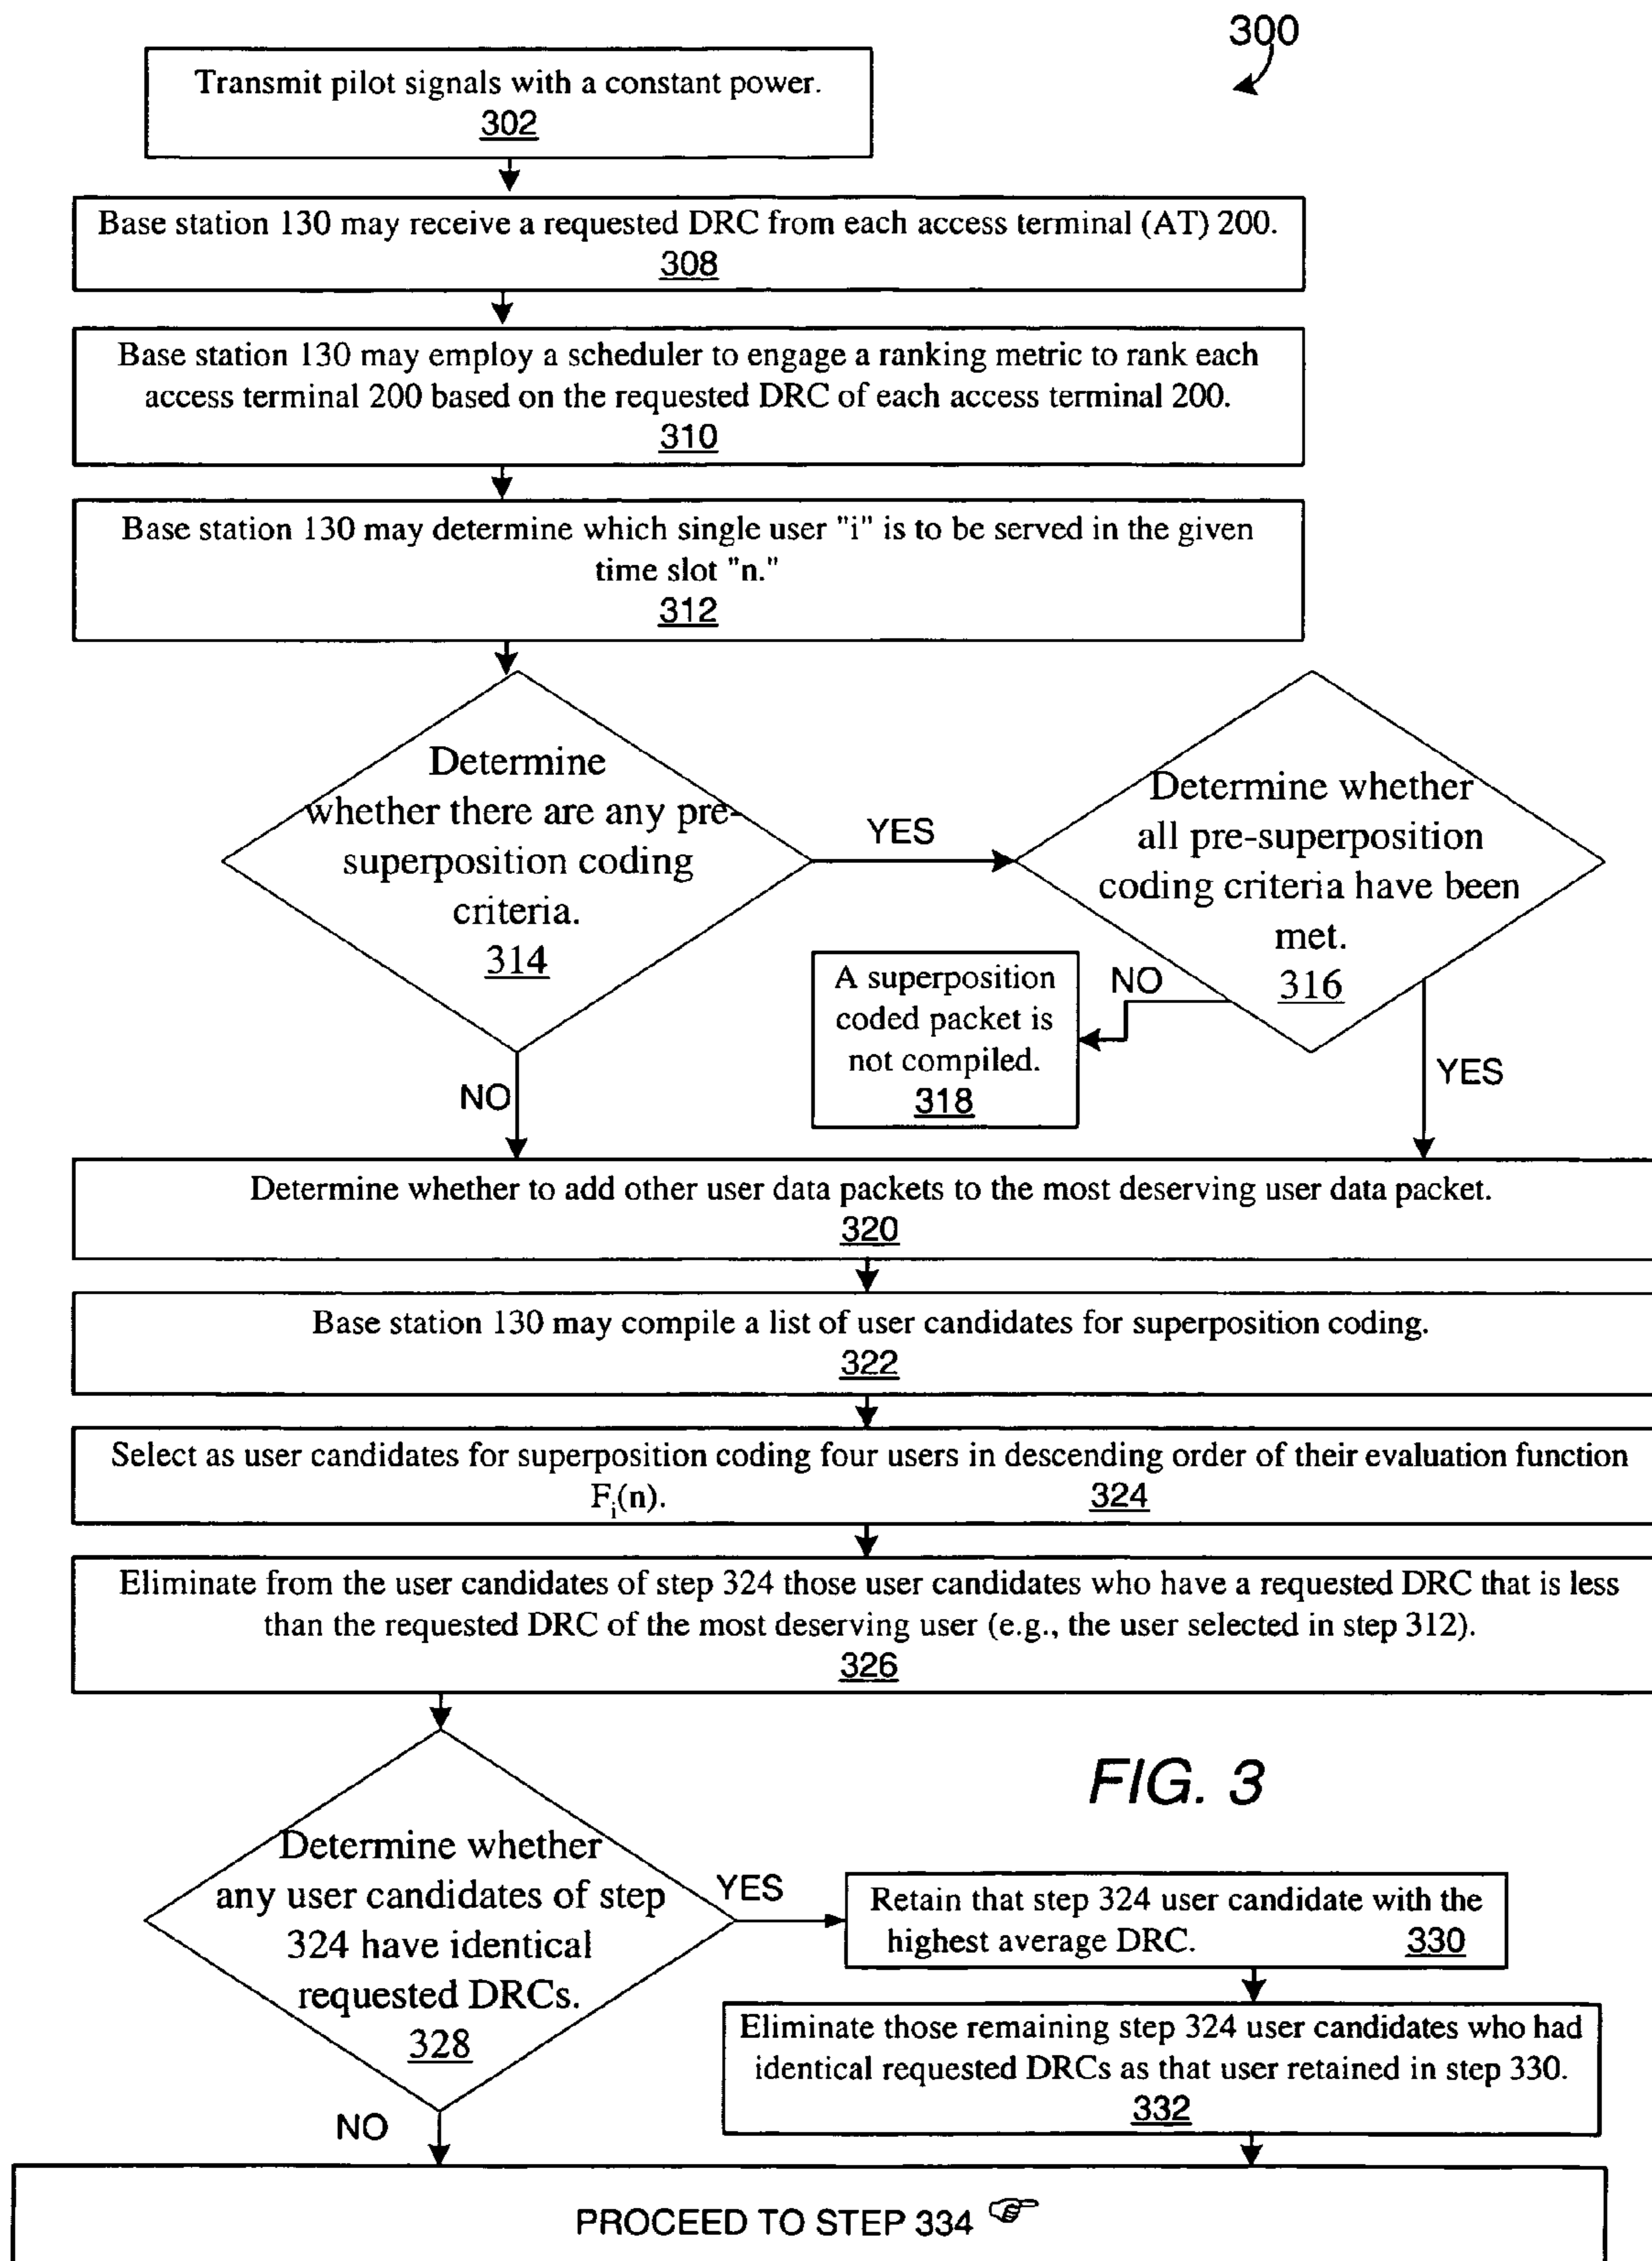 300
Transmit pilot signals with a constant power.
302
Base station 130 may receive a requested DRC from each access terminal (AT) 200.
308
Base station 130 may employ a scheduler to engage a ranking metric to rank each
access terminal 200 based on the requested DRC of each access terminal 200.
310
Base station 130 may determine which single user "i" is to be served in the given
time slot "n."
312
Determine
whether there are any pre-
superposition coding
criteria.
314
YES
Determine whether
all pre-superposition
coding criteria have been
met.
316
NO
A superposition
coded packet is
not compiled.
318
YES
NO
Determine whether to add other user data packets to the most deserving user data packet.
320
Base station 130 may compile a list of user candidates for superposition coding.
322
Select as user candidates for superposition coding four users in descending order of their evaluation function
Fi(n). 324
Eliminate from the user candidates of step 324 those user candidates who have a requested DRC that is less
than the requested DRC of the most deserving user (e.g., the user selected in step 312).
326
FIG. 3
Determine whether
any user candidates of step
324 have identical
requested DRCs.
328
YES
Retain that step 324 user candidate with the
highest average DRC. 330
Eliminate those remaining step 324 user candidates who had
identical requested DRCs as that user retained in step 330.
332
NO
PROCEED TO STEP 334